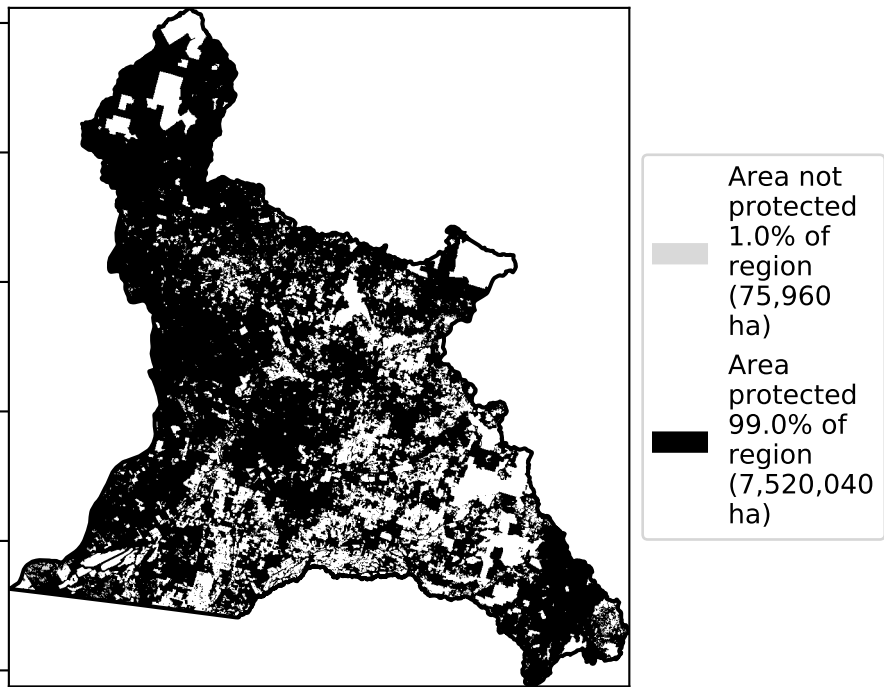 Area not
protected
1.0% of
region
(75,960
ha)
Area
protected
99.0% of
region
(7,520,040
ha)